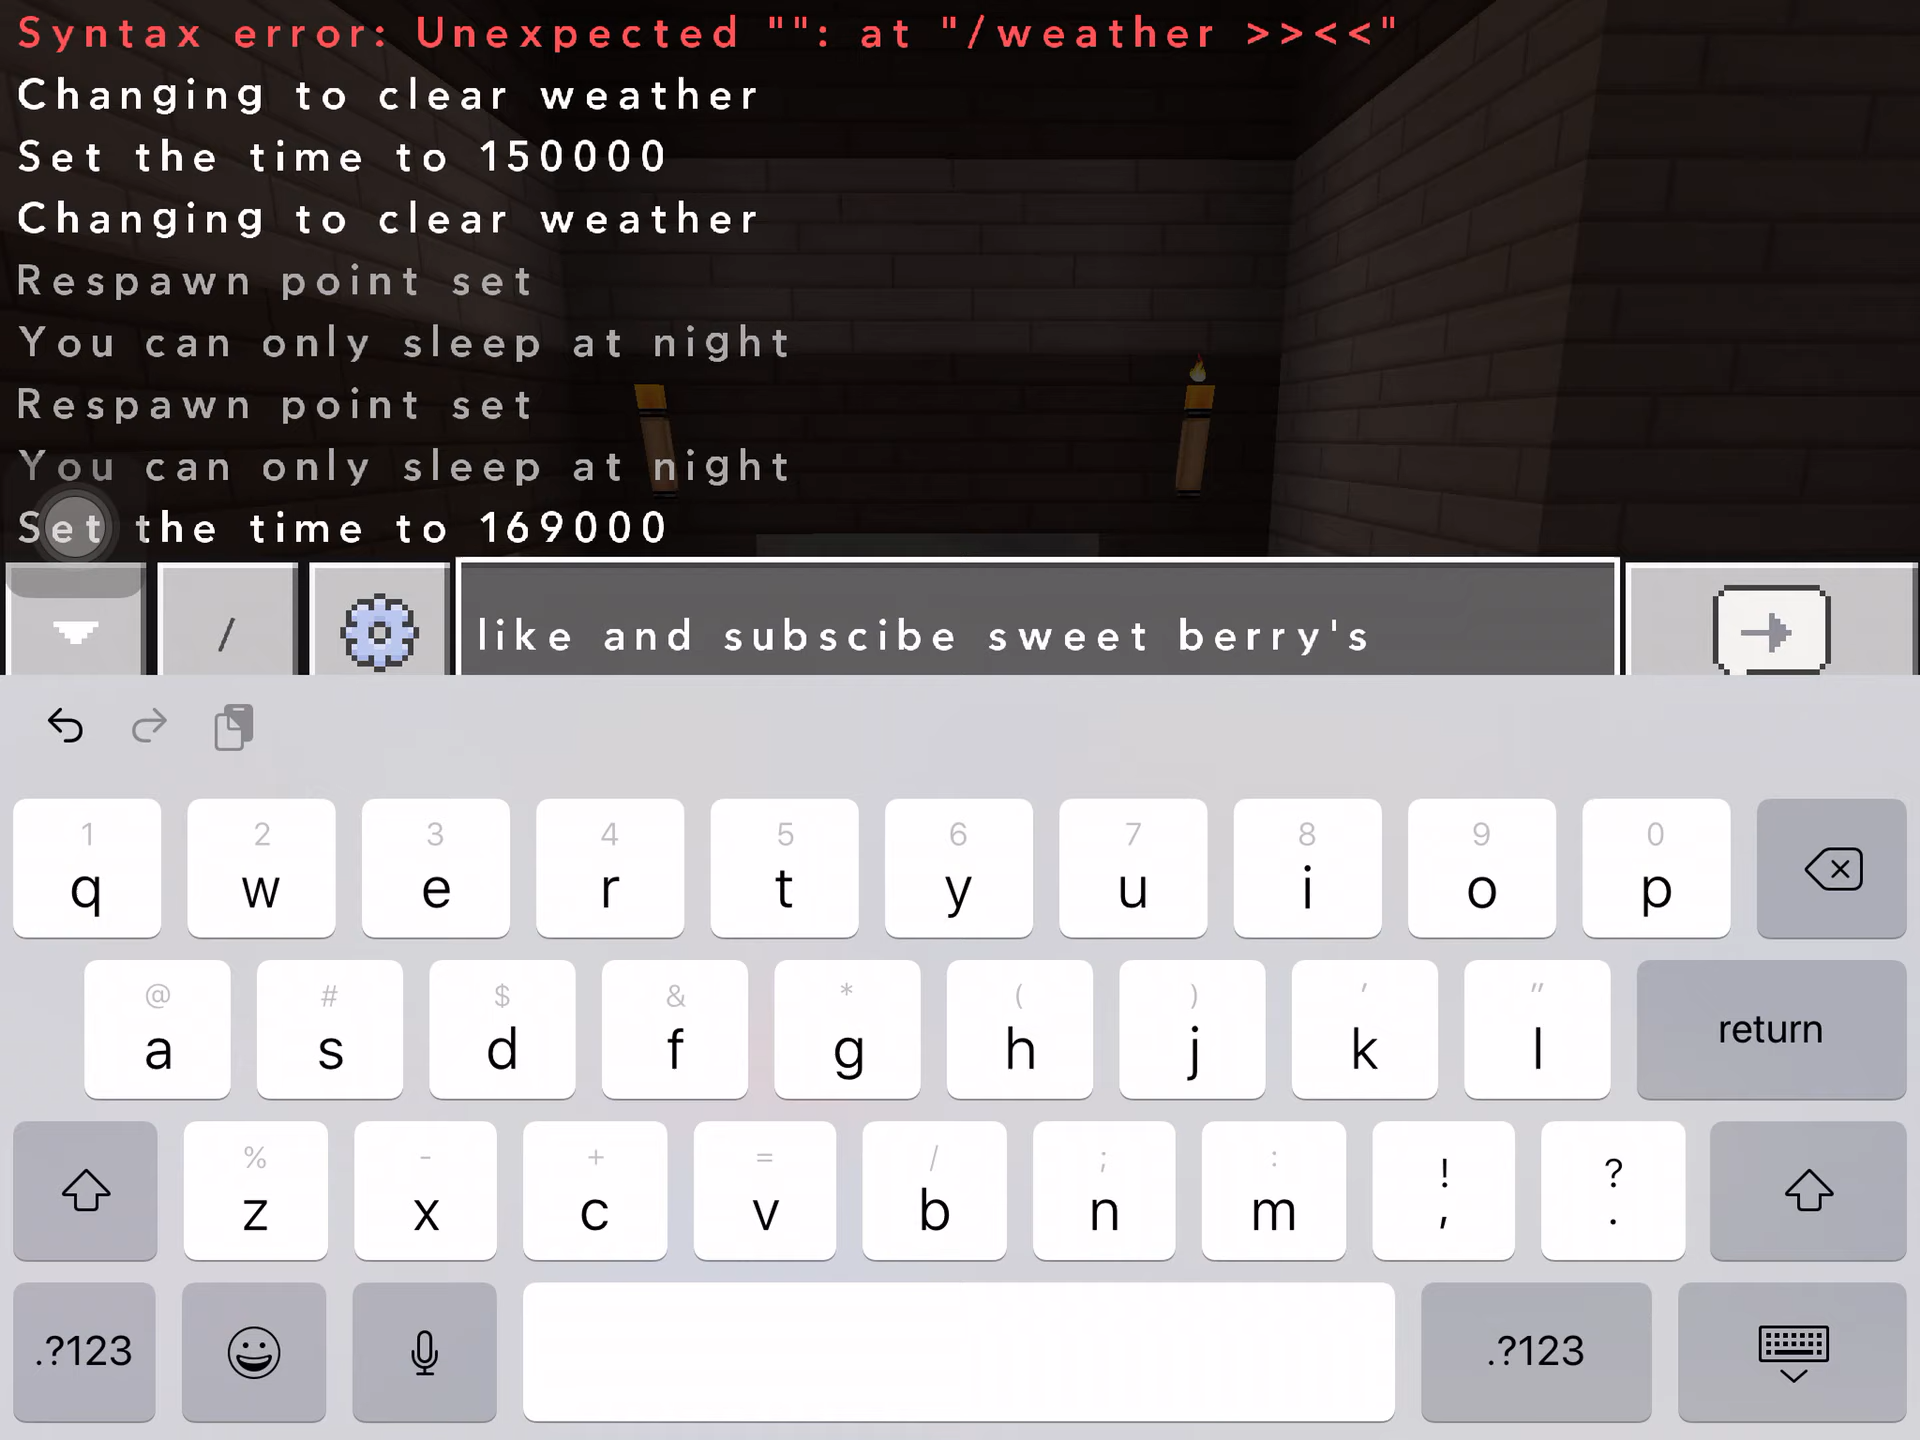 Syntax error: Unexpected "": at "/weather >><<"
Changing to clear weather
Set the time to 150000
Changing to clear weather
Respawn point set
You can only sleep at night
Respawn point set
You can only sleep at night
Set the time to 169000
/ like and subscibe sweet berry's
1 2 3 4 5 6 7 8 9 0
q w e r t y u i o p
@ # $ & * ( ) ' "
a s d f g h j k l return
% - + = / ; : ! ?
z x c v b n m , .
.?123 .?123